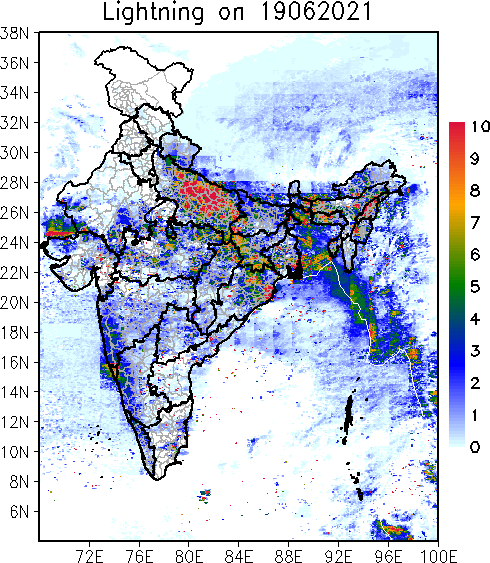 Lightning on 19062021
38N
36N
34N
32N
30N
28N
26N
24N
22N
20N
18N
16N
14N
12N
10N
8N
6N
72E 76E 80E 84E 88E 92E 96E 100E
10
9
8
7
6
5
4
3
2
1
0